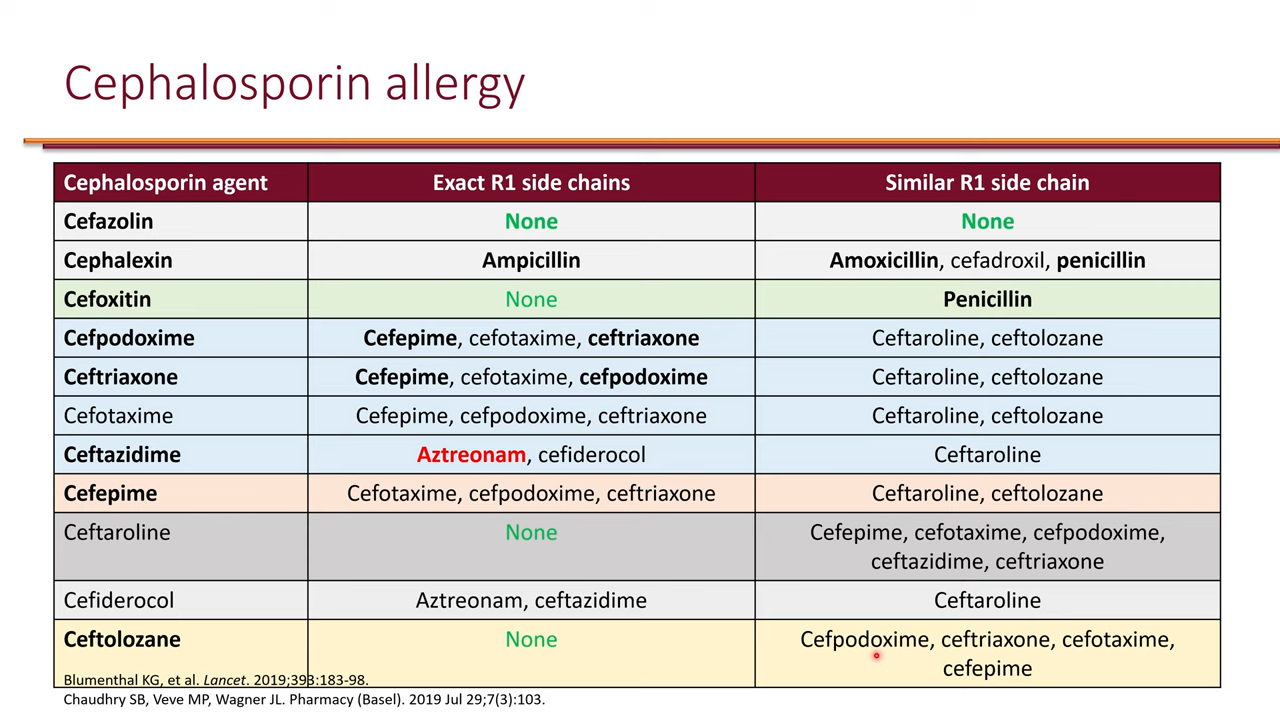 Cephalosporin allergy
Cephalosporin agent Exact R1 side chains Similar R1 side chain
Cefazolin None None
Cephalexin Ampicillin Amoxicillin, cefadroxil, penicillin
Cefoxitin None Penicillin
Cefpodoxime Cefepime, cefotaxime, ceftriaxone Ceftaroline, ceftolozane
Ceftriaxone Cefepime, cefotaxime, cefpodoxime Ceftaroline, ceftolozane
Cefotaxime Cefepime, cefpodoxime, ceftriaxone Ceftaroline, ceftolozane
Ceftazidime Aztreonam, cefiderocol Ceftaroline
Cefepime Cefotaxime, cefpodoxime, ceftriaxone Ceftaroline, ceftolozane
Ceftaroline None Cefepime, cefotaxime, cefpodoxime,
ceftazidime, ceftriaxone
Cefiderocol Aztreonam, ceftazidime Ceftaroline
Ceftolozane None Cefpodoxime, ceftriaxone, cefotaxime,
cefepime
Blumenthal KG, et al. Lancet. 2019;393:183-98.
Chaudhry SB, Veve MP, Wagner JL. Pharmacy (Basel). 2019 Jul 29;7(3):103.